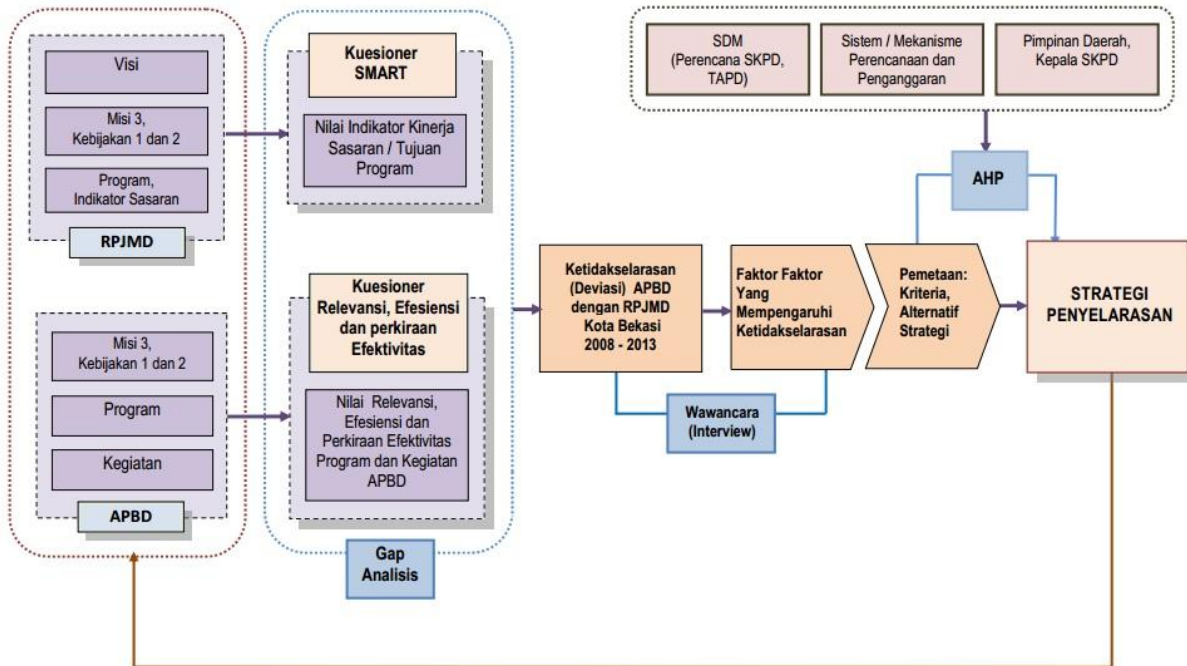 Visi
Misi 3,
Kebijakan 1 dan 2
Program,
Indikator Sasaran
RPJMD
Misi 3,
Kebijakan 1 dan 2
Program
Kegiatan
APBD
Kuesioner
SMART
Nilai Indikator Kinerja
Sasaran / Tujuan
Program
Kuesioner
Relevansi, Efesiensi
dan perkiraan
Efektivitas
Nilai Relevansi,
Efesiensi dan
Perkiraan Efektivitas
Program dan Kegiatan
APBD
Gap
Analisis
Ketidakselarasan
(Deviasi) APBD
dengan RPJMD
Kota Bekasi
2008 - 2013
Faktor Faktor
Yang
Mempengaruhi
Ketidakselarasan
Wawancara
(Interview)
Pemetaan:
Kriteria,
Alternatif
Strategi
SDM
(Perencana SKPD,
TAPD)
Sistem / Mekanisme
Perencanaan dan
Penganggaran
Pimpinan Daerah,
Kepala SKPD
AHP
STRATEGI
PENYELARASAN